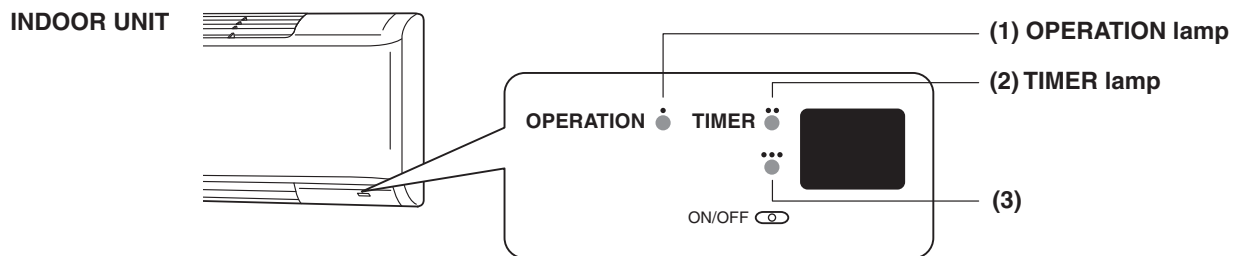 INDOOR UNIT
(1) OPERATION lamp
(2) TIMER lamp
OPERATION TIMER
(3)
ON/OFF